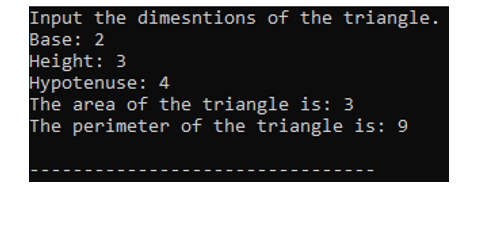 Input the dimesntions of the triangle.
Base: 2
Height: 3
Hypotenuse: 4
The area of the triangle is: 3
The perimeter of the triangle is: 9
--------------------------------